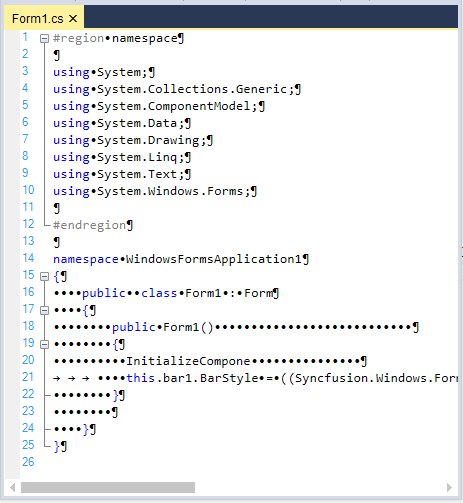 Form1.cs ×
1 #region•namespace¶
2 ¶
3 using•System;¶
4 using•System.Collections.Generic;¶
5 using•System.ComponentModel;¶
6 using•System.Data;¶
7 using•System.Drawing;¶
8 using•System.Linq;¶
9 using•System.Text;¶
10 using•System.Windows.Forms;¶
11 ¶
12 #endregion¶
13 ¶
14 namespace•WindowsFormsApplication1¶
15 {¶
16 ••••public••class•Form1•:•Form¶
17 ••••{¶
18 ••••••••public•Form1()••••••••••••••••••••••••••••¶
19 ••••••••{¶
20 ••••••••••InitializeCompone•••••••••••••••¶
21 → → → ••••this.bar1.BarStyle•=•((Syncfusion.Windows.For
22 ••••••••}¶
23 ••••••••¶
24 ••••}¶
25 }¶
26